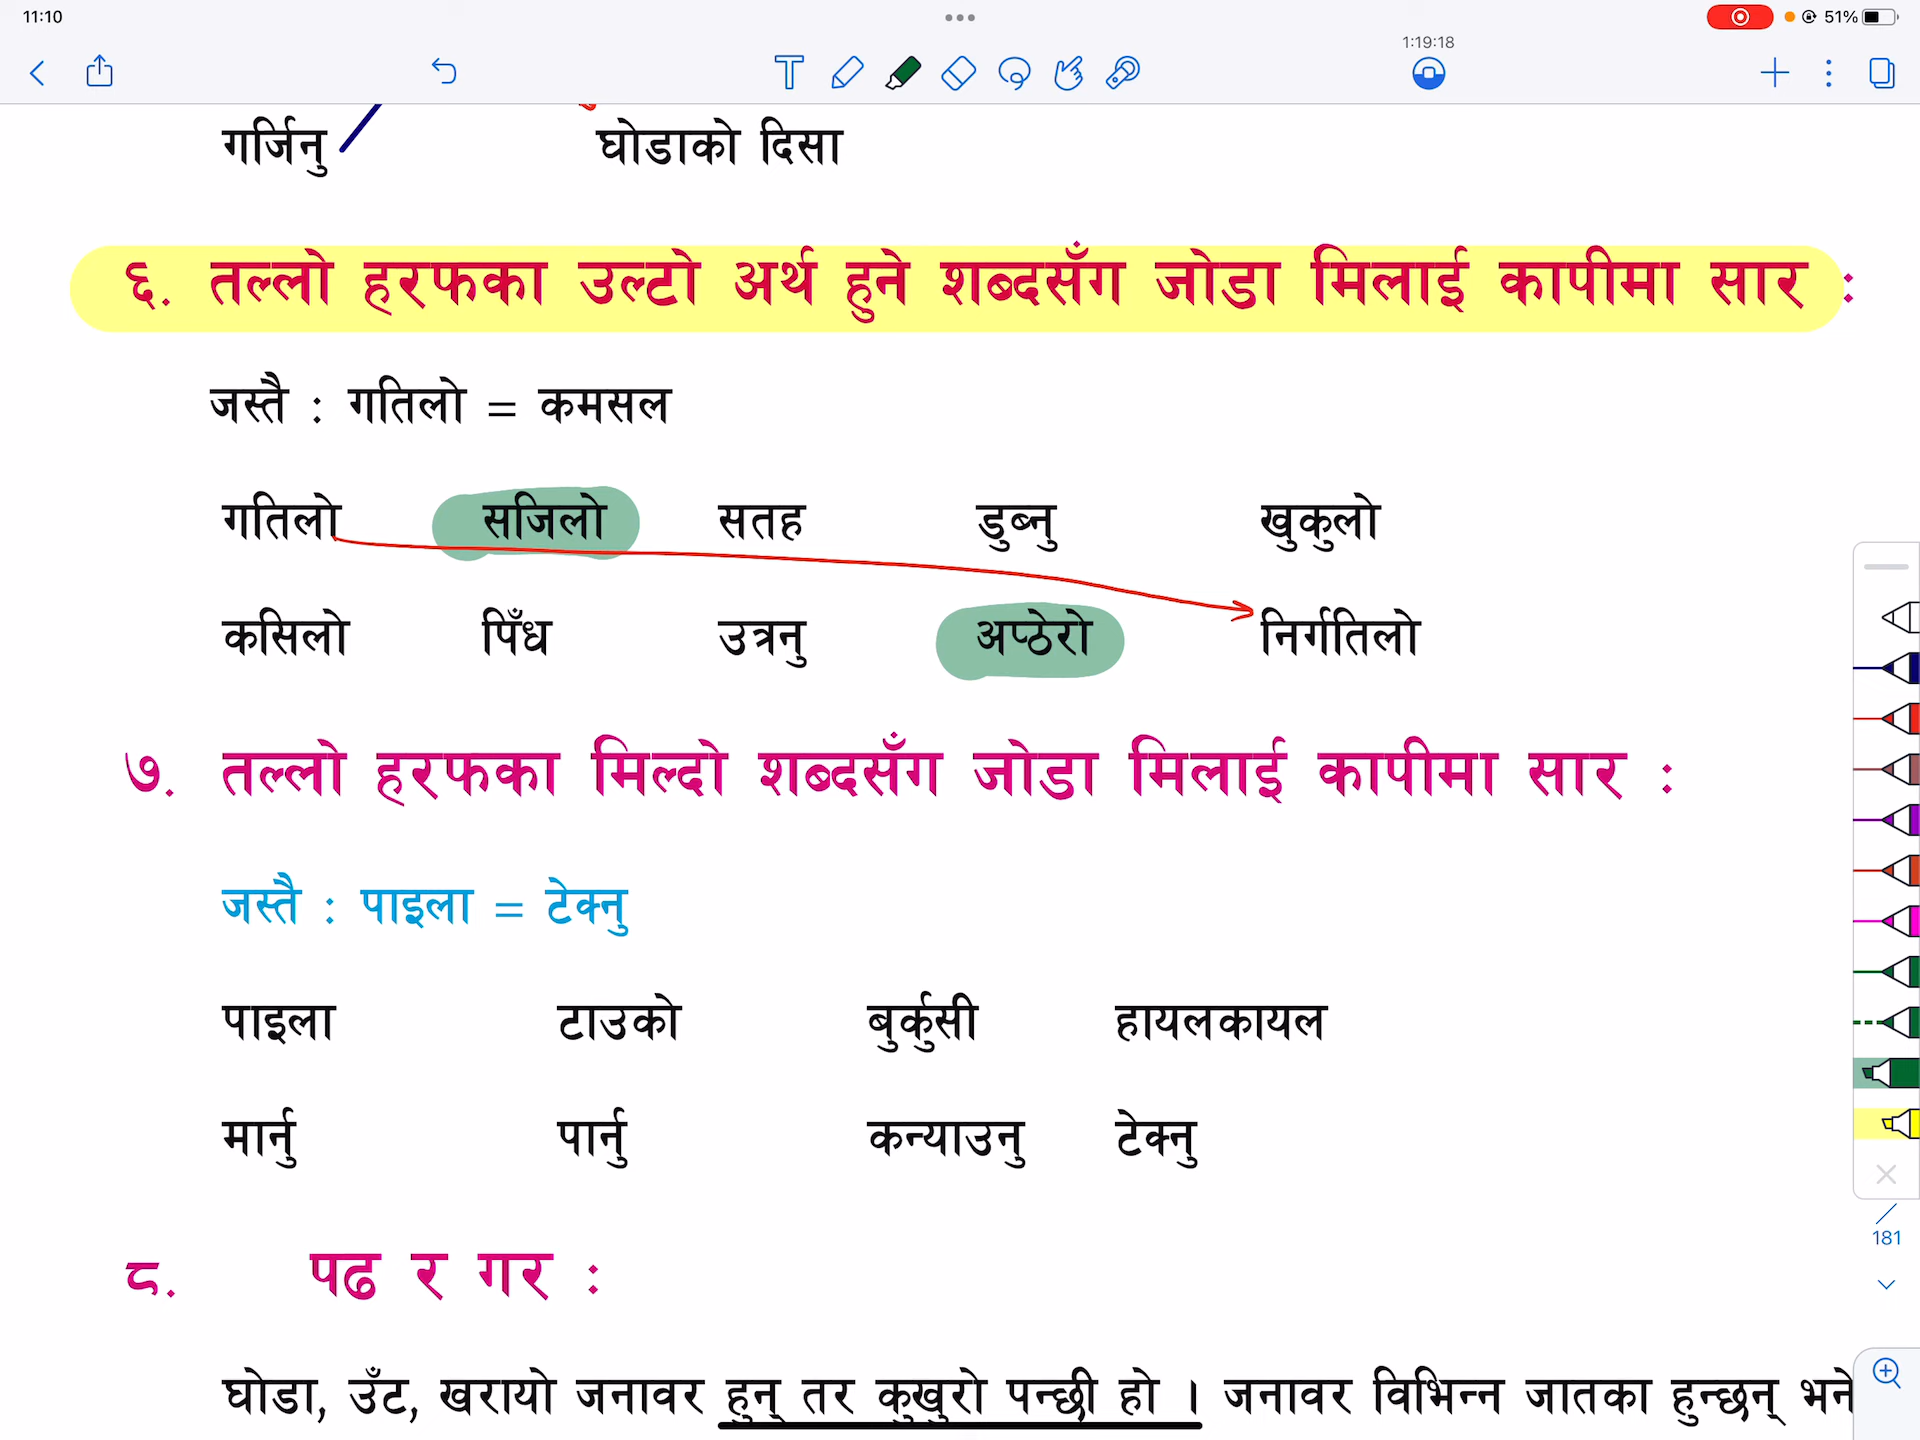 11:10
51%
1:19:18
गर्जिनु घोडाको दिसा
६. तल्लो हरफका उल्टो अर्थ हुने शब्दसँग जोडा मिलाई कापीमा सार :
जस्तै : गतिलो = कमसल
गतिलो सजिलो सतह डुब्नु खुकुलो
कसिलो पिँध उत्रनु अप्ठेरो निर्गतिलो
७. तल्लो हरफका मिल्दो शब्दसँग जोडा मिलाई कापीमा सार :
जस्तै : पाइला = टेक्नु
पाइला टाउको बुर्कुसी हायलकायल
मार्नु पार्नु कन्याउनु टेक्नु
181
८. पढ र गर :
घोडा, उँट, खरायो जनावर हुन् तर कुखुरो पन्छी हो । जनावर विभिन्न जातका हुन्छन् भने